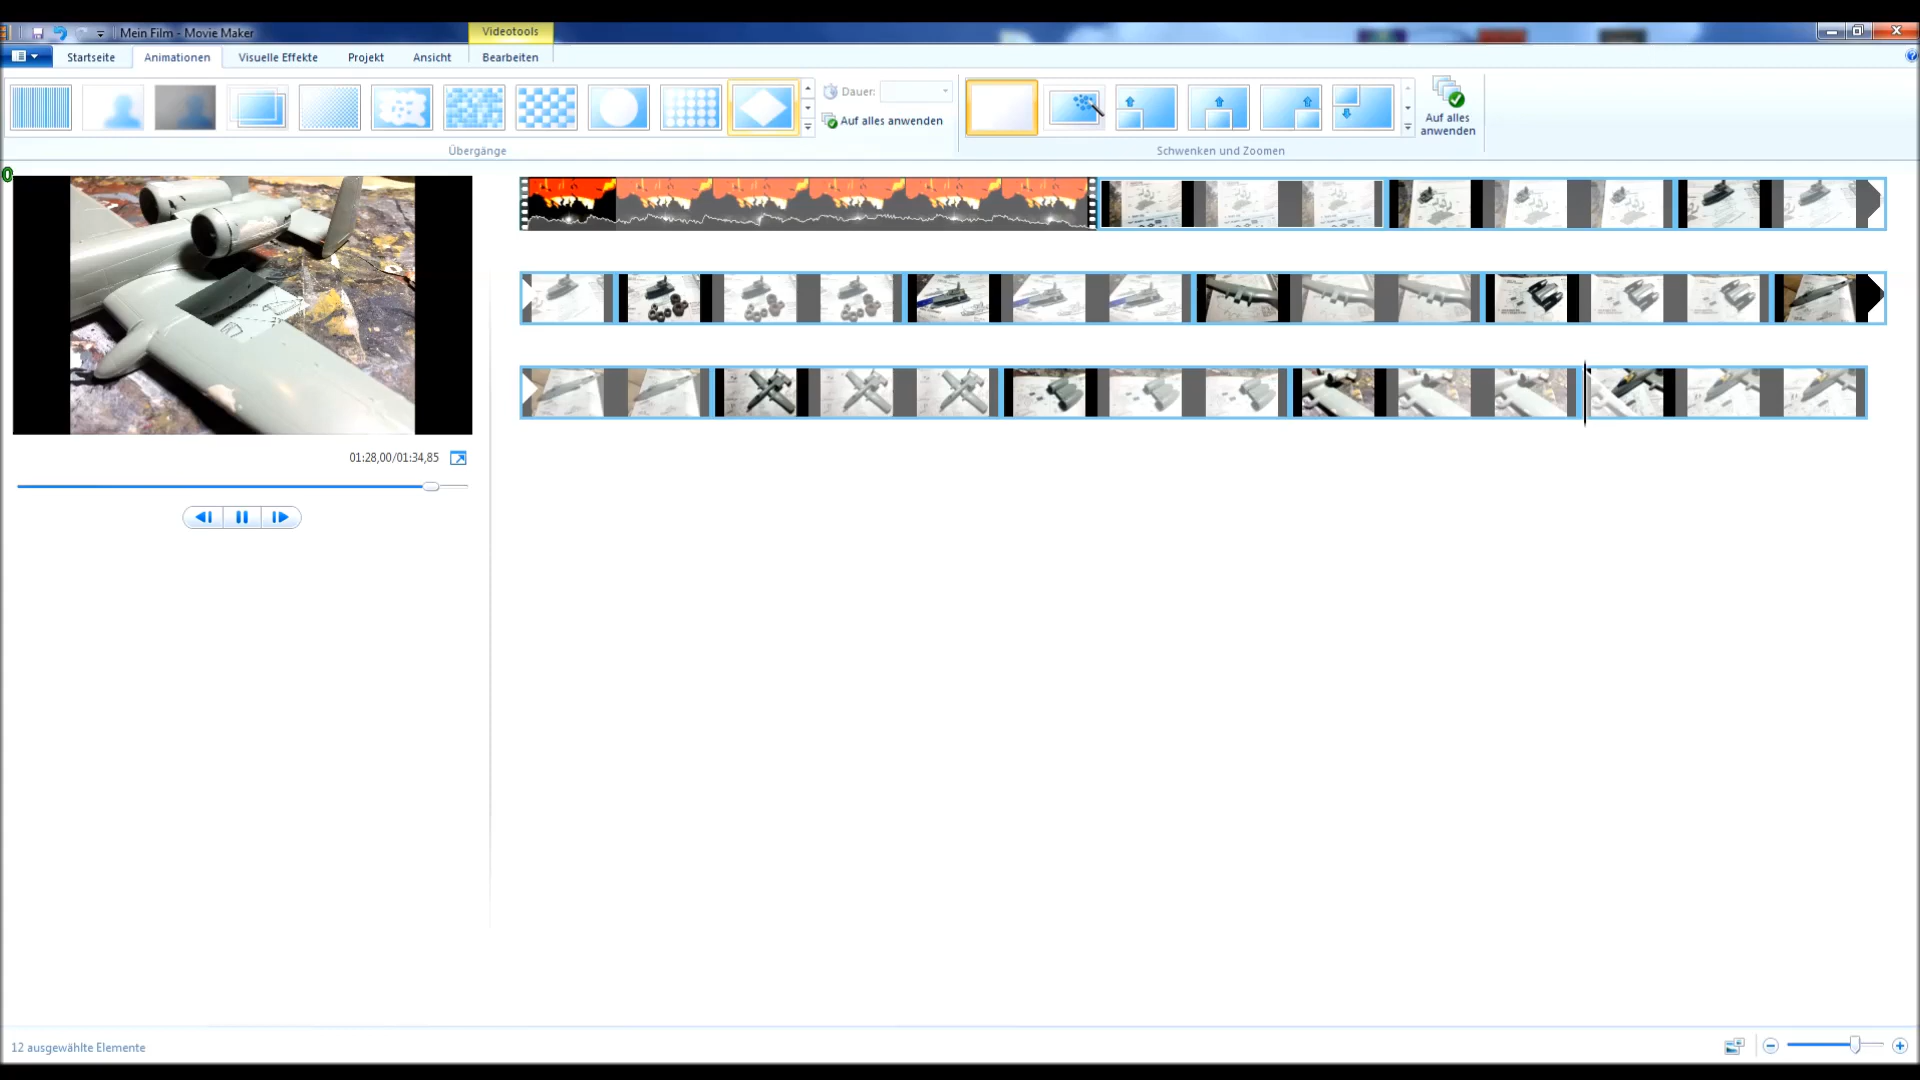 Mein Film - Movie Maker
Videotools
Startseite
Animationen
Visuelle Effekte
Projekt
Ansicht
Bearbeiten
Dauer:
Auf alles anwenden
Übergänge
Auf alles
anwenden
Schwenken und Zoomen
0
01:28,00/01:34,85
12 ausgewählte Elemente